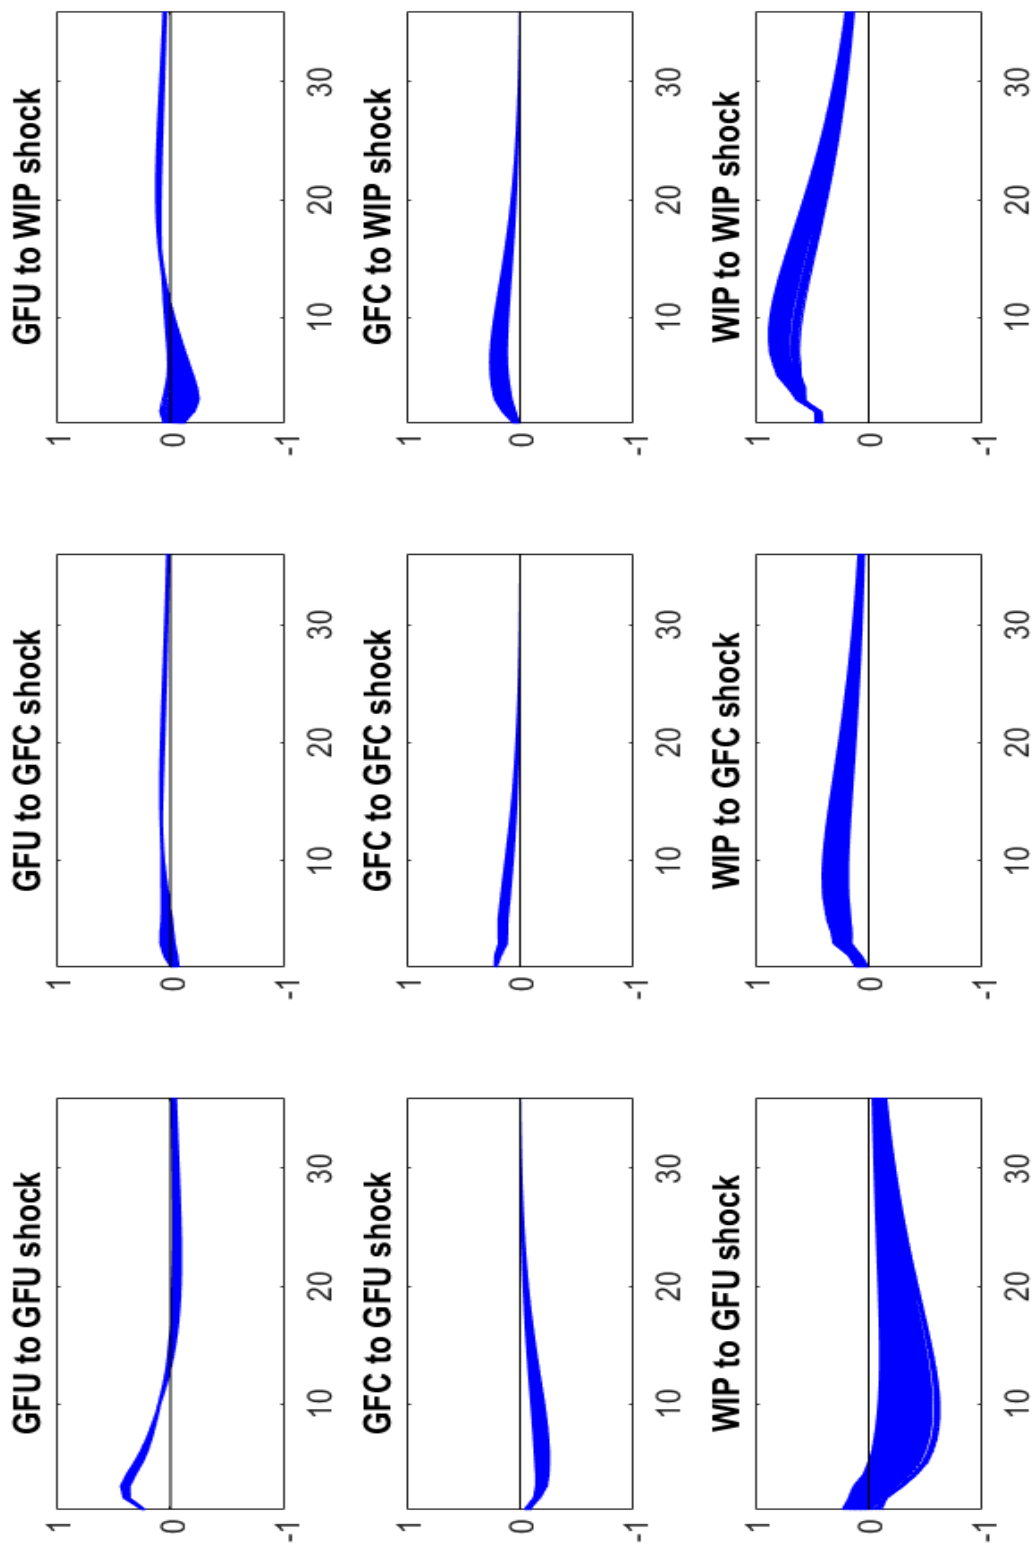 GFU to GFU shock
1
0
-1
10 20 30
GFU to GFC shock
1
0
-1
10 20 30
GFU to WIP shock
1
0
-1
10 20 30
GFC to GFU shock
1
0
-1
10 20 30
GFC to GFC shock
1
0
-1
10 20 30
GFC to WIP shock
1
0
-1
10 20 30
WIP to GFU shock
1
0
-1
10 20 30
WIP to GFC shock
1
0
-1
10 20 30
WIP to WIP shock
1
0
-1
10 20 30